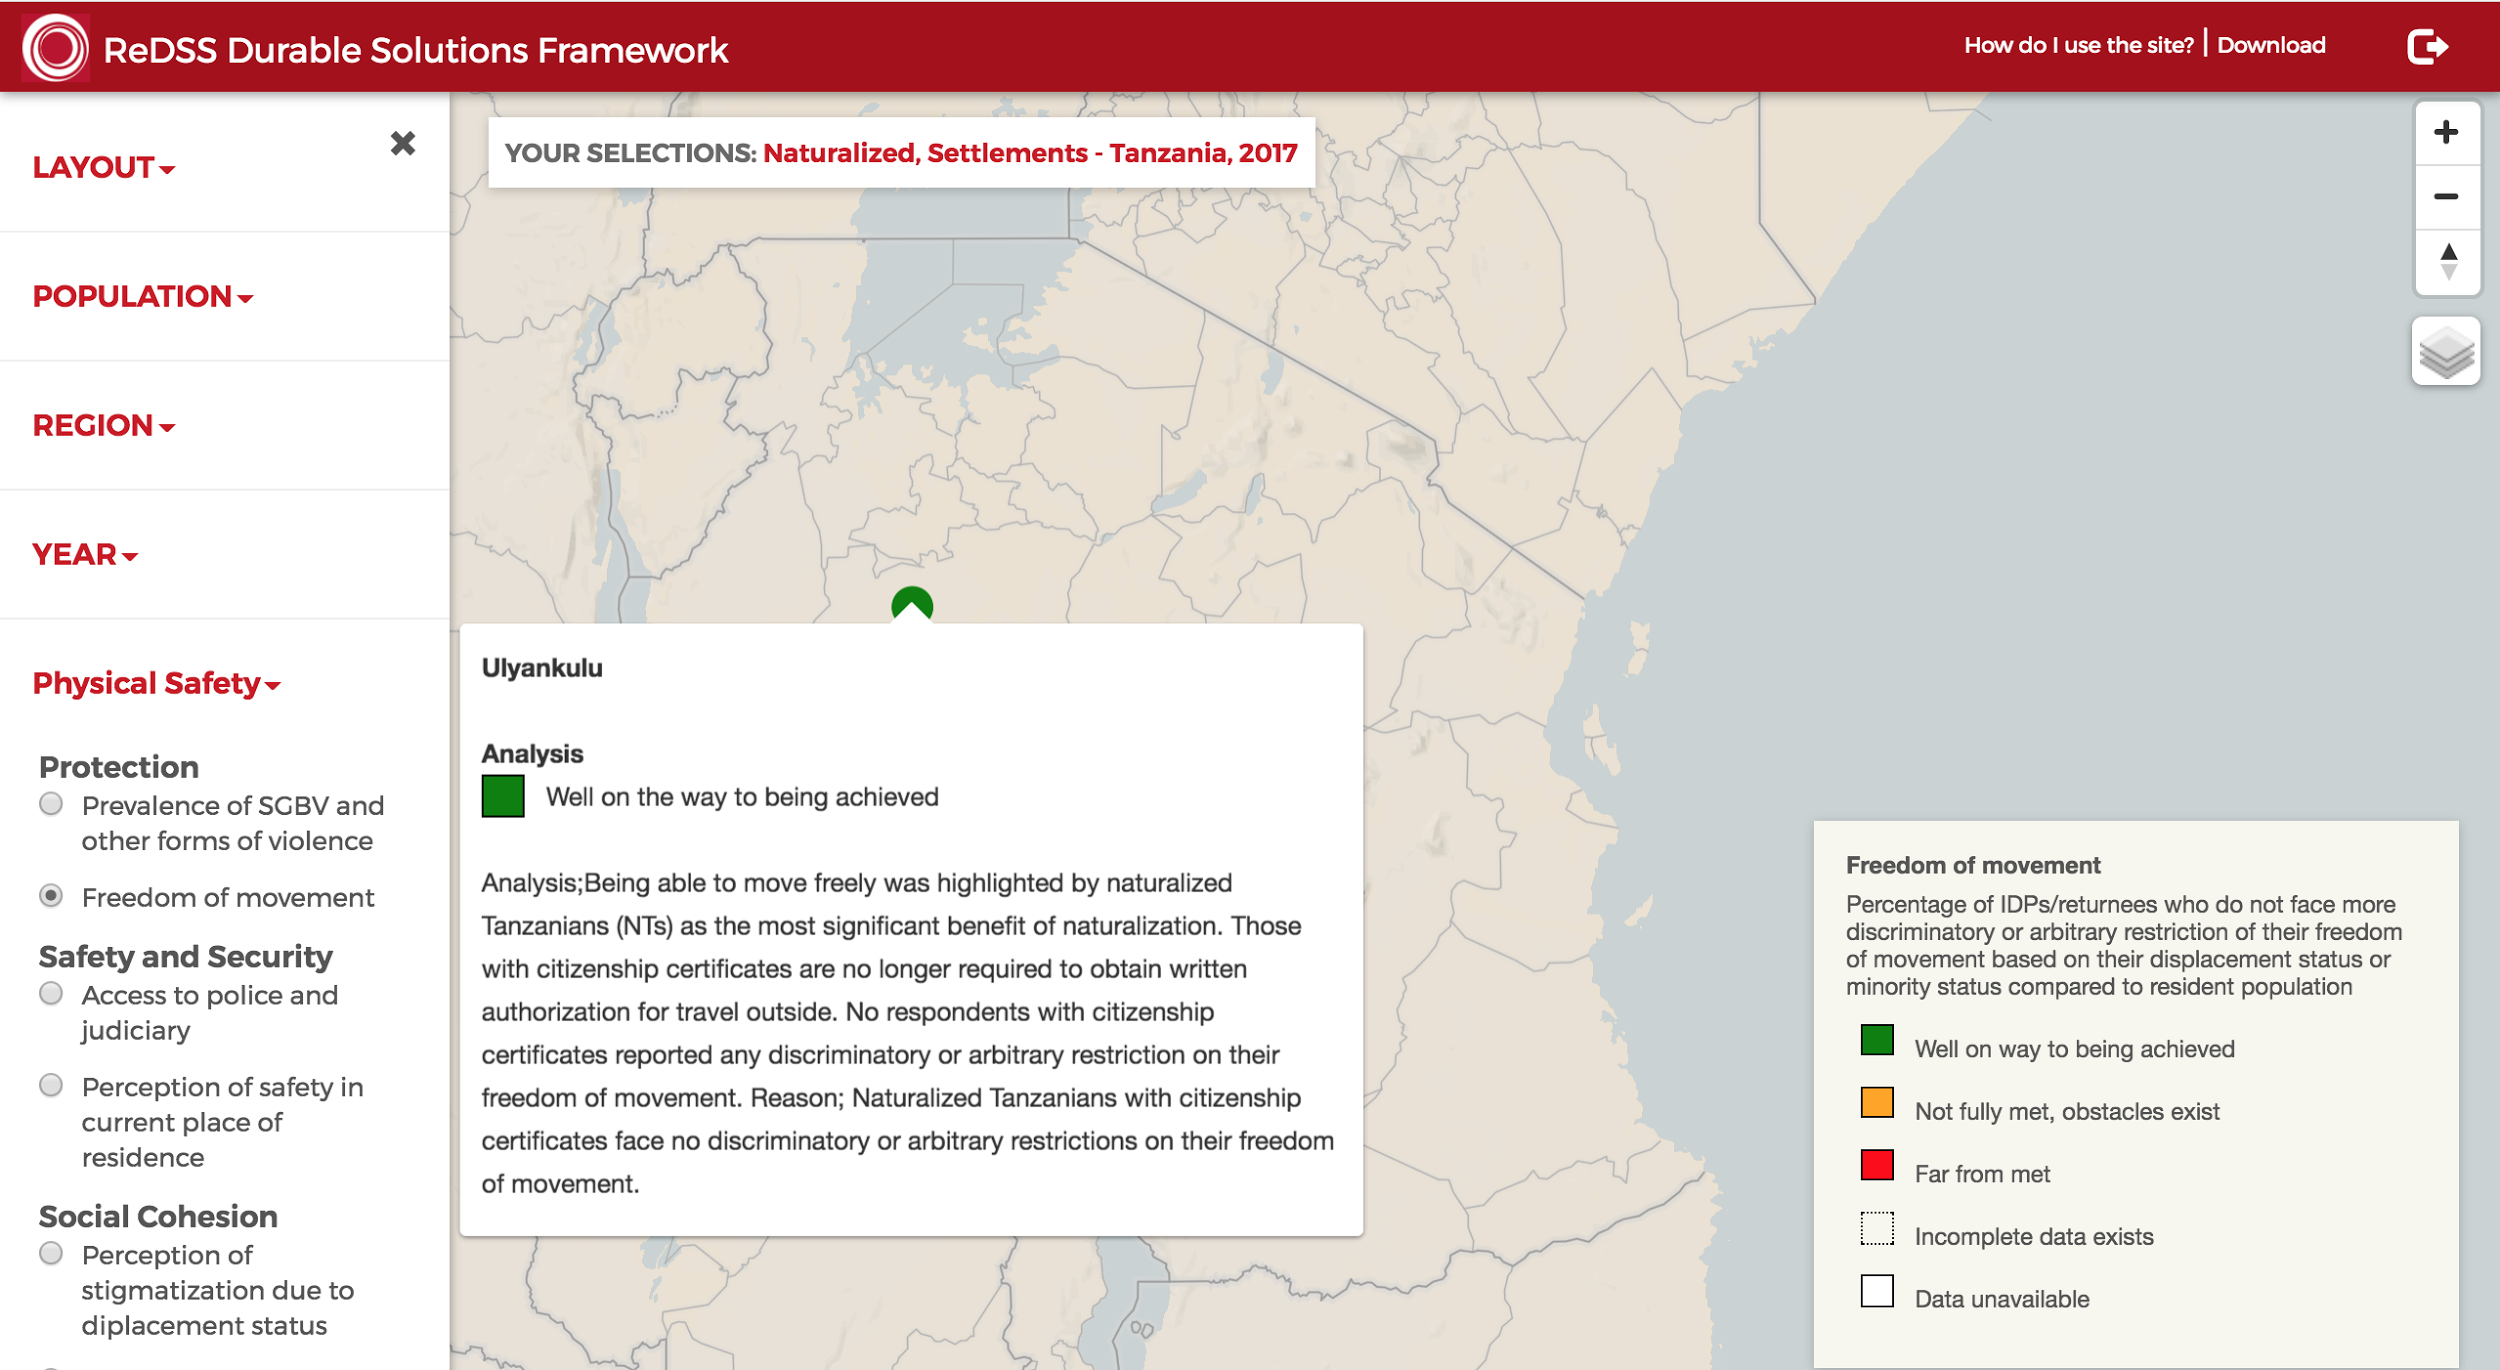 ReDSS Durable Solutions Framework
How do I use the site? | Download
LAYOUT
POPULATION
REGION
YEAR
Physical Safety
Protection
Prevalence of SGBV and
other forms of violence
Freedom of movement
Safety and Security
Access to police and
judiciary
Perception of safety in
current place of
residence
Social Cohesion
Perception of
stigmatization due to
diplacement status
YOUR SELECTIONS: Naturalized, Settlements - Tanzania, 2017
Ulyankulu
Analysis
Well on the way to being achieved
Analysis;Being able to move freely was highlighted by naturalized
Tanzanians (NTs) as the most significant benefit of naturalization. Those
with citizenship certificates are no longer required to obtain written
authorization for travel outside. No respondents with citizenship
certificates reported any discriminatory or arbitrary restriction on their
freedom of movement. Reason; Naturalized Tanzanians with citizenship
certificates face no discriminatory or arbitrary restrictions on their freedom
of movement.
Freedom of movement
Percentage of IDPs/returnees who do not face more
discriminatory or arbitrary restriction of their freedom
of movement based on their displacement status or
minority status compared to resident population
Well on way to being achieved
Not fully met, obstacles exist
Far from met
Incomplete data exists
Data unavailable